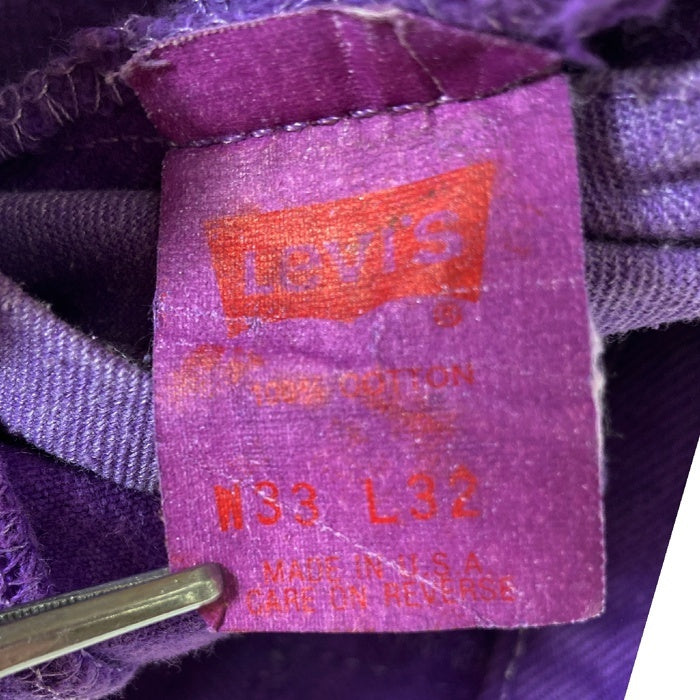 Levi's
®
100% COTTON
W33 L32
MADE IN U.S.A.
CARE ON REVERSE